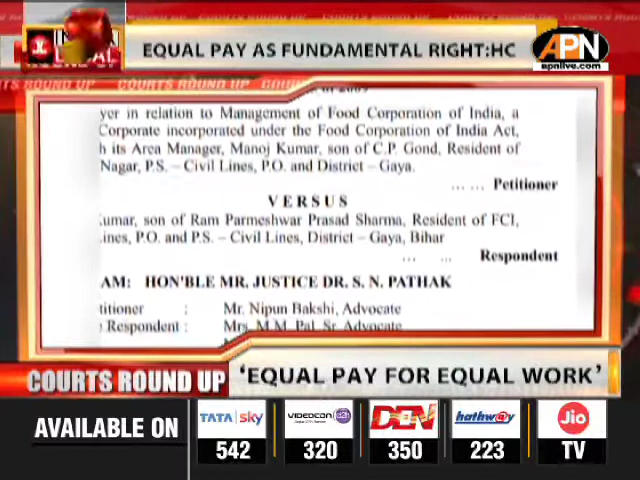 EQUAL PAY AS FUNDAMENTAL RIGHT:HC
APN
apnlive.com
COURTS ROUND UP
yer in relation to Management of Food Corporation of India, a
Corporate incorporated under the Food Corporation of India Act,
h its Area Manager, Manoj Kumar, son of C.P. Gond, Resident of
Nagar, P.S. – Civil Lines, P.O. and District – Gaya.
... ... Petitioner
VERSUS
umar, son of Ram Parmeshwar Prasad Sharma, Resident of FCI,
ines, P.O. and P.S. – Civil Lines, District – Gaya, Bihar
... ... Respondent
AM: HON'BLE MR. JUSTICE DR. S. N. PATHAK
titioner : Mr. Nipun Bakshi, Advocate
Respondent : Mrs. M.M. Pal, Sr. Advocate
COURTS ROUND UP
‘EQUAL PAY FOR EQUAL WORK’
AVAILABLE ON
TATA sky
542
VIDEOCON d2h
320
DEN
350
hathway
223
Jio
TV